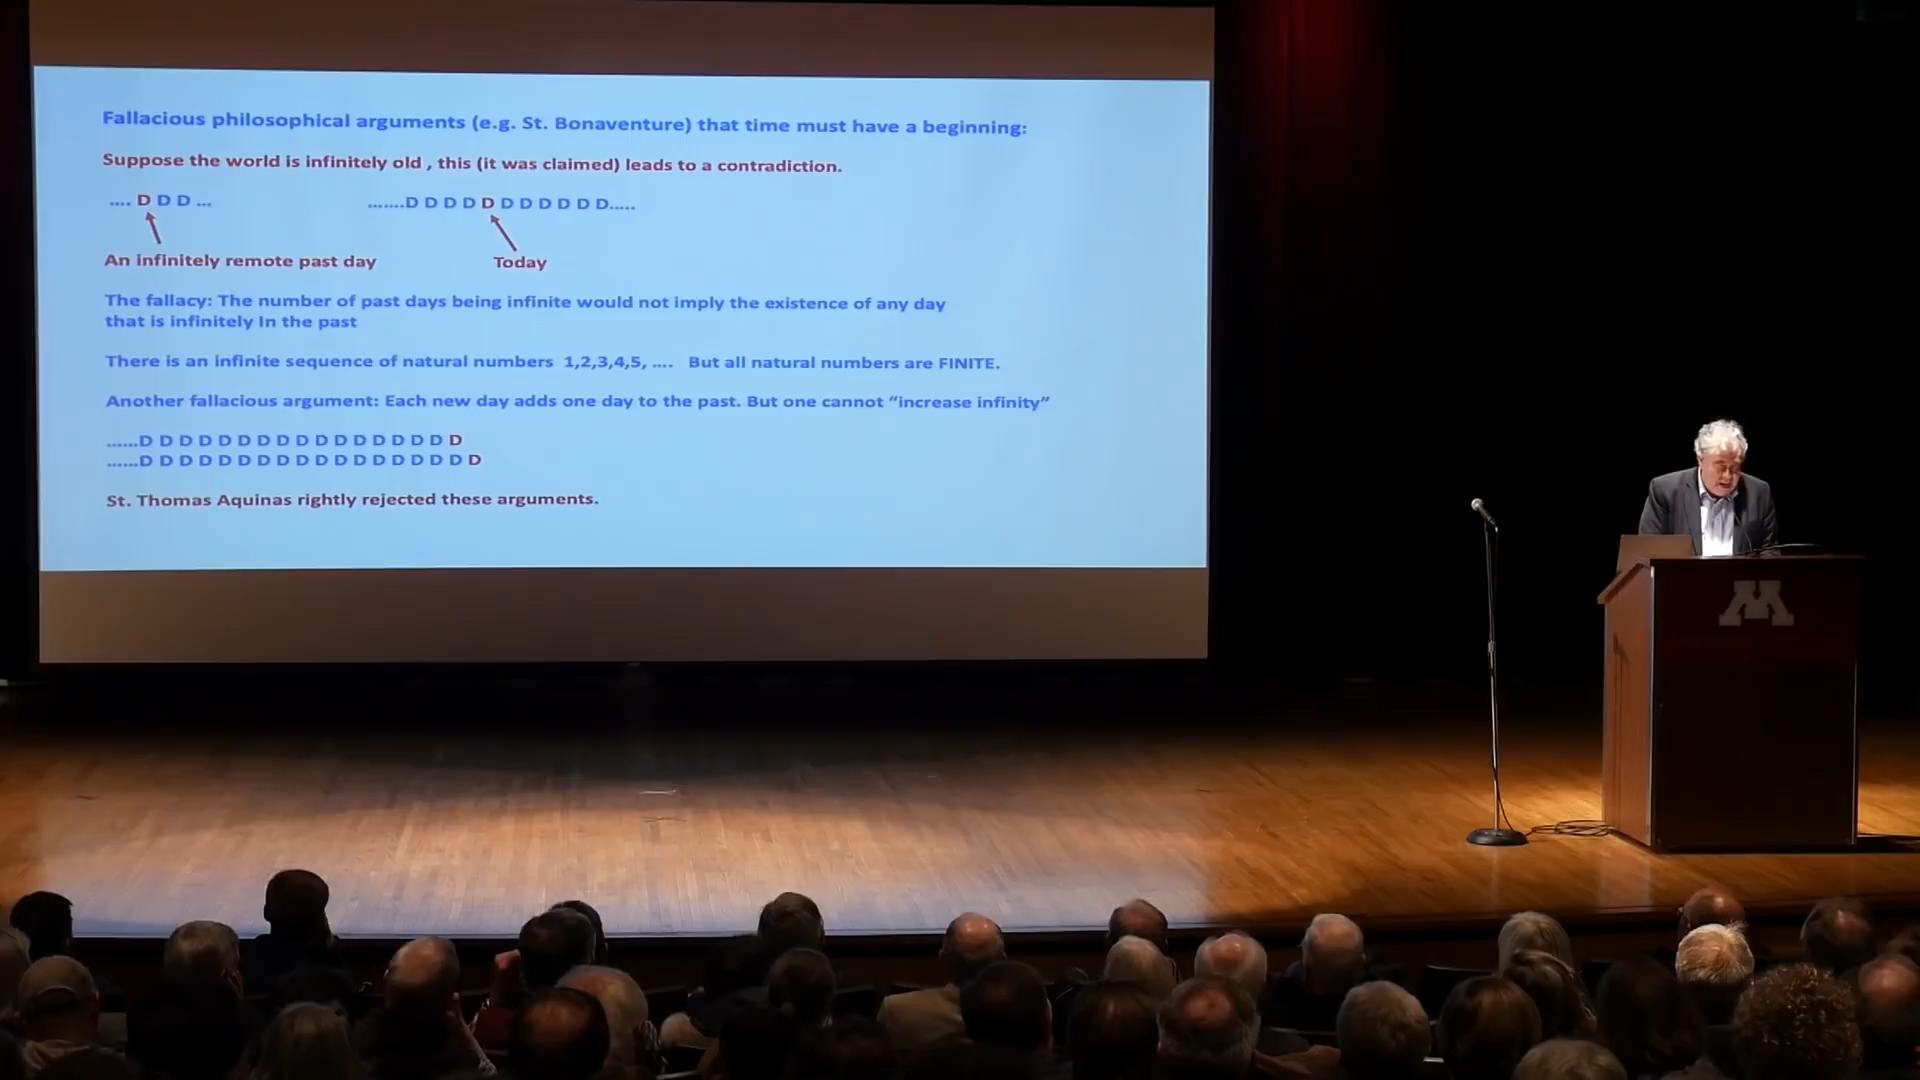 Fallacious philosophical arguments (e.g. St. Bonaventure) that time must have a beginning:
Suppose the world is infinitely old , this (it was claimed) leads to a contradiction.
.... D D D ... .......D D D D D D D D D D D.....
An infinitely remote past day Today
The fallacy: The number of past days being infinite would not imply the existence of any day
that is infinitely In the past
There is an infinite sequence of natural numbers 1,2,3,4,5, .... But all natural numbers are FINITE.
Another fallacious argument: Each new day adds one day to the past. But one cannot “increase infinity”
......D D D D D D D D D D D D D D D D D
......D D D D D D D D D D D D D D D D D D
St. Thomas Aquinas rightly rejected these arguments.
M